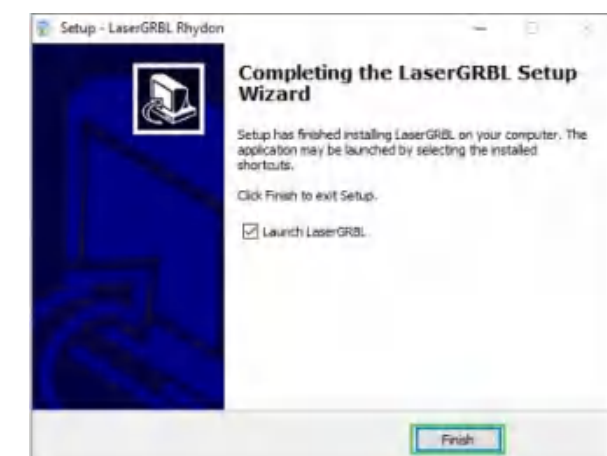 Setup - LaserGRBL Rhydon
Completing the LaserGRBL Setup
Wizard
Setup has finished installing LaserGRBL on your computer. The
application may be launched by selecting the installed
shortcuts.
Click Finish to exit Setup.
Launch LaserGRBL
Finish